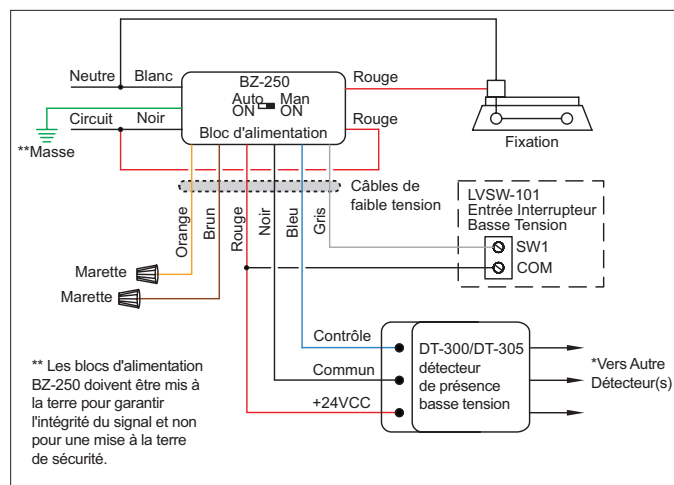 Neutre
Blanc
BZ-250
Rouge
Auto Man
ON ON
Circuit
Noir
Bloc d'alimentation
Rouge
**Masse
Fixation
Câbles de
faible tension
Orange
Brun
Rouge
Noir
Bleu
Gris
LVSW-101
Entrée Interrupteur
Basse Tension
SW1
COM
Marette
Marette
Contrôle
Commun
+24VCC
DT-300/DT-305
détecteur
de présence
basse tension
*Vers Autre
Détecteur(s)
** Les blocs d'alimentation
BZ-250 doivent être mis à
la terre pour garantir
l'intégrité du signal et non
pour une mise à la terre
de sécurité.